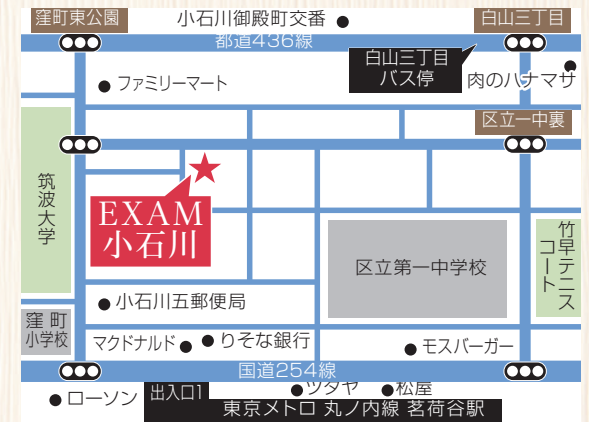 窪町東公園
小石川御殿町交番
白山三丁目
都道436線
白山三丁目
バス停
ファミリーマート
肉のハナマサ
区立一中裏
筑波大学
EXAM
小石川
竹早テニス
コート
区立第一中学校
小石川五郵便局
窪町
小学校
マクドナルド
りそな銀行
モスバーガー
国道254線
ローソン
出入口1
ツタヤ
松屋
東京メトロ 丸ノ内線 茗荷谷駅